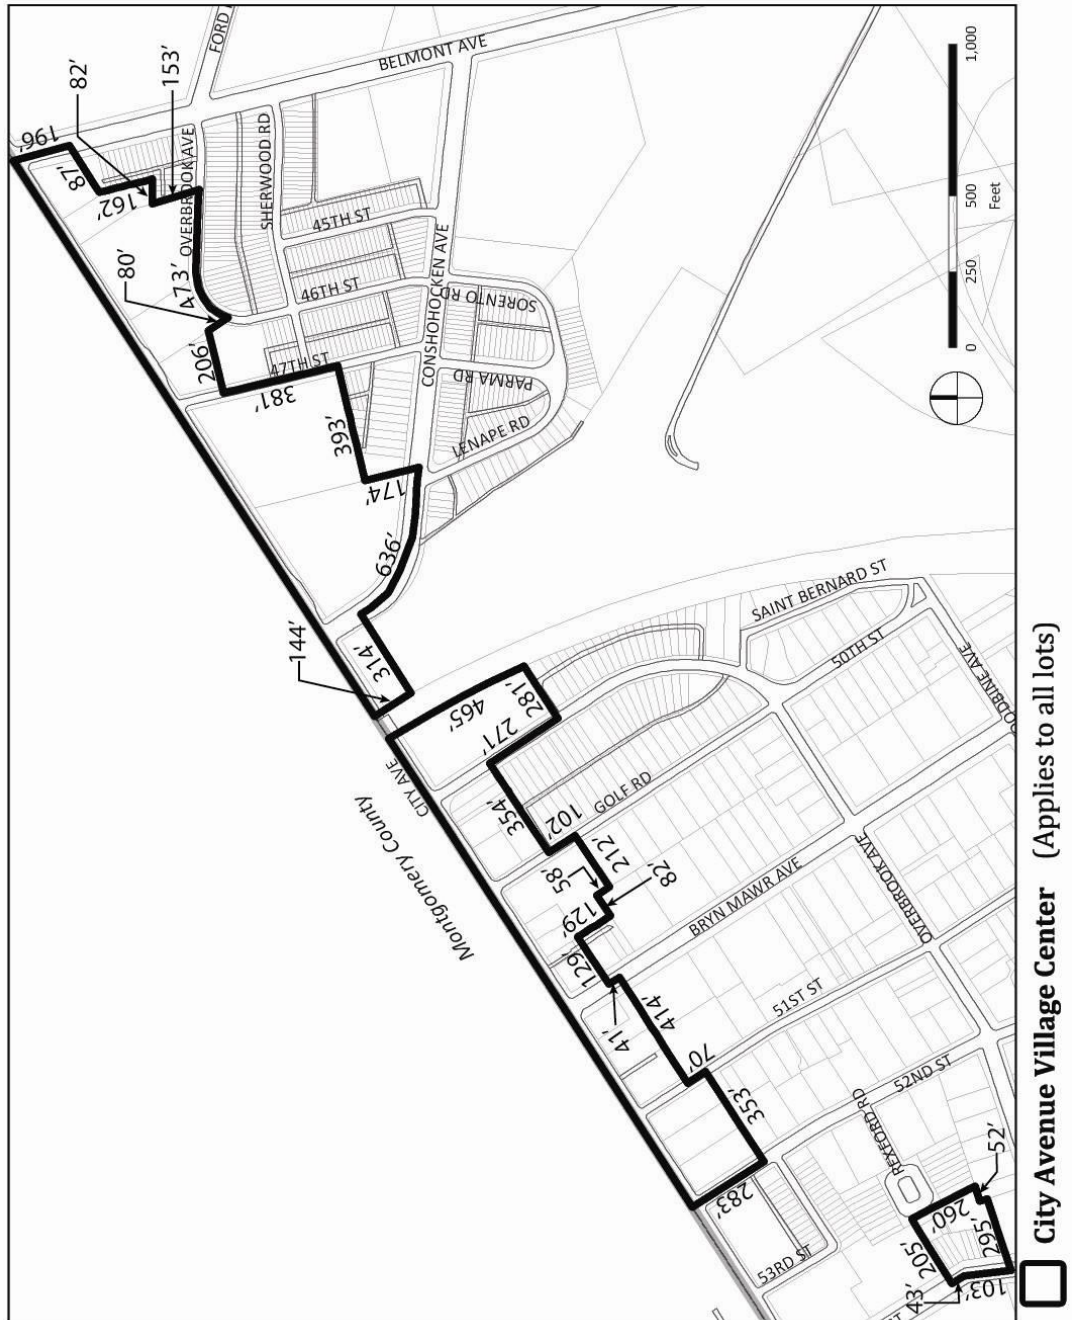 FORD
BELMONT AVE
196'
82'
153'
87'
162'
OVERBROOK AVE
SHERWOOD RD
80'
473'
45TH ST
46TH ST
206'
47TH ST
381'
CONSHOHOCKEN AVE
SORENTO RD
PARMA RD
LENAPE RD
393'
174'
636'
144'
314'
465'
281'
271'
CITY AVE
Montgomery County
354'
102'
GOLF RD
SAINT BERNARD ST
50TH ST
212'
58'
82'
129'
129'
BRYN MAWR AVE
OVERBROOK AVE
41'
414'
51ST ST
70'
353'
52ND ST
283'
REXFORD RD
53RD ST
52'
260'
295'
205'
43'
103'
0 250 500 1,000
Feet
City Avenue Village Center (Applies to all lots)